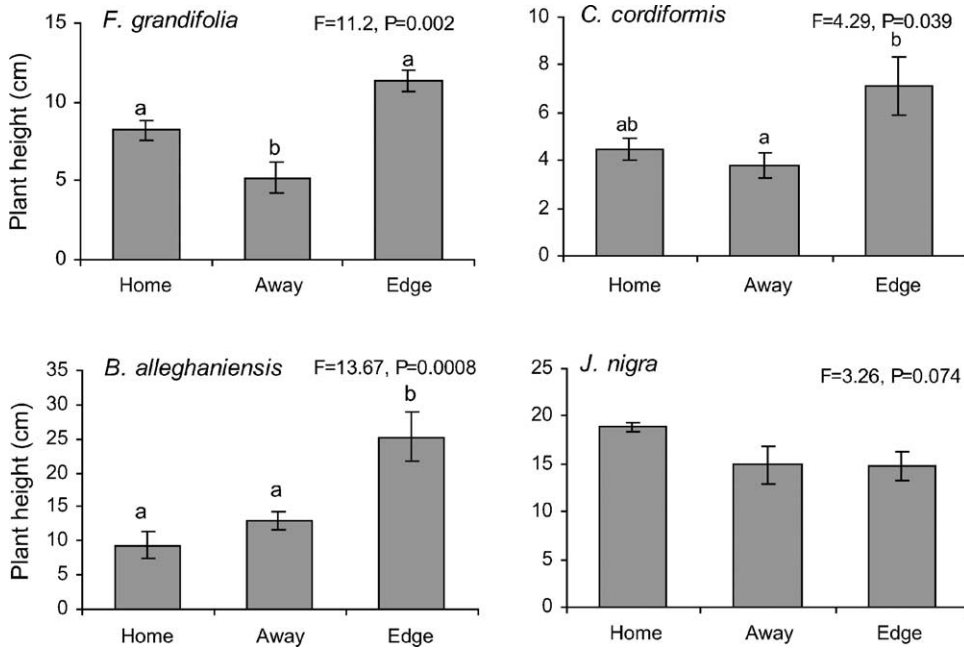 F. grandifolia
F=11.2, P=0.002
Plant height (cm)
15
10
5
0
a
b
a
Home Away Edge
C. cordiformis
F=4.29, P=0.039
10
8
6
4
2
0
ab
a
b
Home Away Edge
B. alleghaniensis
F=13.67, P=0.0008
Plant height (cm)
35
30
25
20
15
10
5
0
a
a
b
Home Away Edge
J. nigra
F=3.26, P=0.074
25
20
15
10
5
0
Home Away Edge